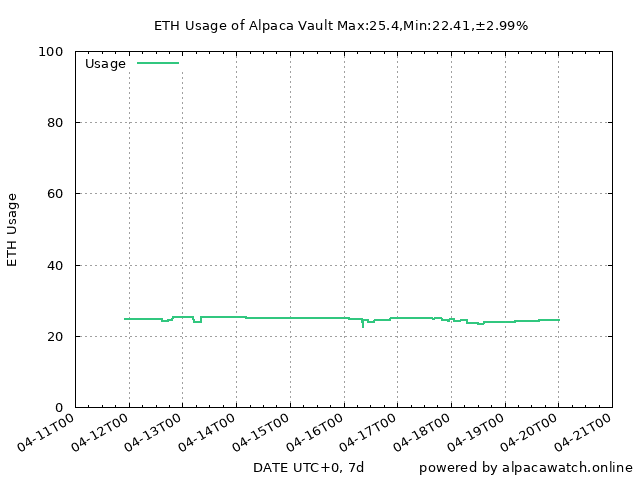 ETH Usage of Alpaca Vault Max:25.4,Min:22.41,±2.99%
100
Usage
80
60
ETH Usage
40
20
0
04-11T00
04-12T00
04-13T00
04-14T00
04-15T00
04-16T00
04-17T00
04-18T00
04-19T00
04-20T00
04-21T00
DATE UTC+0, 7d
powered by alpacawatch.online